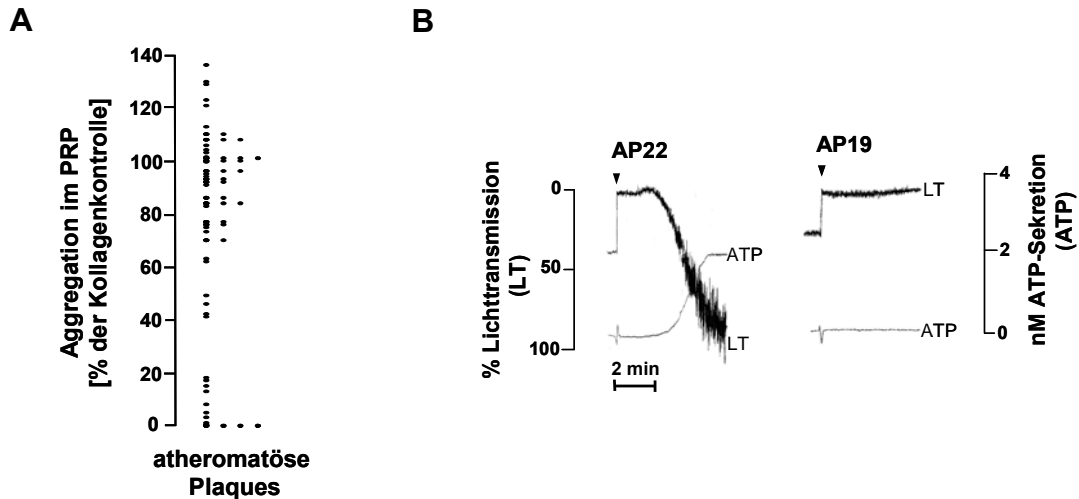 A
Aggregation im PRP
[% der Kollagenkontrolle]
140
120
100
80
60
40
20
0
atheromatöse
Plaques
B
AP22
AP19
% Lichttransmission
(LT)
0
50
100
ATP
LT
2 min
LT
ATP
4
2
0
nM ATP-Sekretion
(ATP)